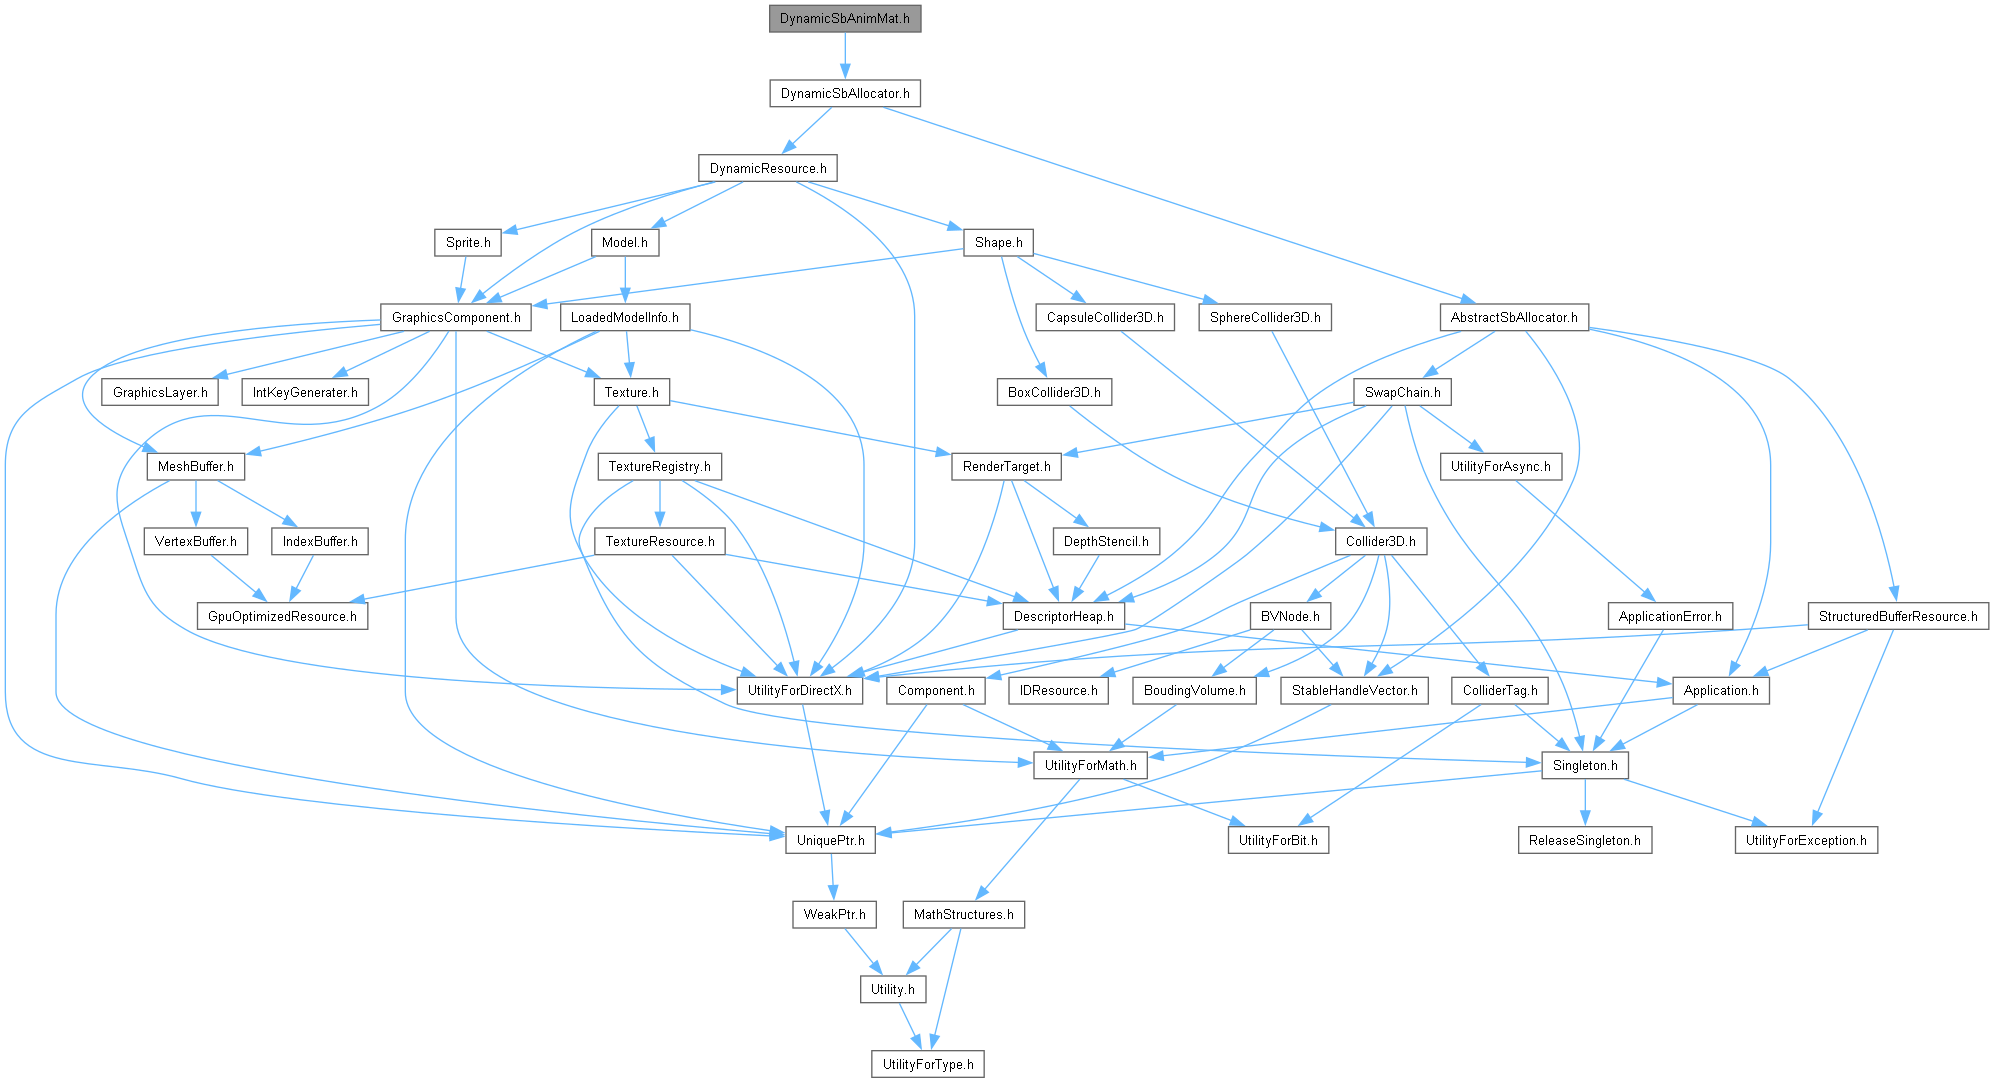 DynamicSbAnimMat.h
DynamicSbAllocator.h
DynamicResource.h
Sprite.h
Model.h
Shape.h
GraphicsComponent.h
LoadedModelInfo.h
CapsuleCollider3D.h
SphereCollider3D.h
AbstractSbAllocator.h
GraphicsLayer.h
IntKeyGenerater.h
Texture.h
BoxCollider3D.h
SwapChain.h
MeshBuffer.h
TextureRegistry.h
RenderTarget.h
UtilityForAsync.h
VertexBuffer.h
IndexBuffer.h
TextureResource.h
DepthStencil.h
Collider3D.h
GpuOptimizedResource.h
DescriptorHeap.h
BVNode.h
ApplicationError.h
StructuredBufferResource.h
UtilityForDirectX.h
Component.h
IDResource.h
BoudingVolume.h
StableHandleVector.h
ColliderTag.h
Application.h
UtilityForMath.h
Singleton.h
UniquePtr.h
UtilityForBit.h
ReleaseSingleton.h
UtilityForException.h
WeakPtr.h
MathStructures.h
Utility.h
UtilityForType.h